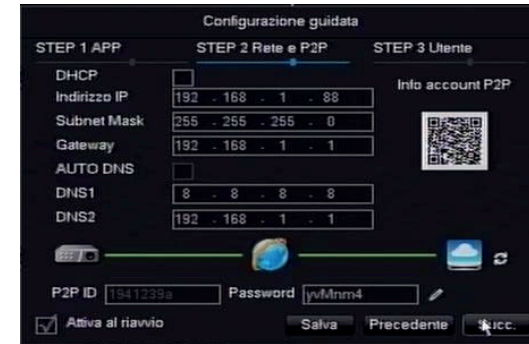 Configurazione guidata
STEP 1 APP STEP 2 Rete e P2P STEP 3 Utente
DHCP
Indirizzo IP 192 . 168 . 1 . 88
Info account P2P
Subnet Mask 255 . 255 . 255 . 0
Gateway 192 . 168 . 1 . 1
AUTO DNS
DNS1 8 . 8 . 8 . 8
DNS2 192 . 168 . 1 . 1
P2P ID 1941239a Password yvMnm4
Attiva al riavvio Salva Precedente